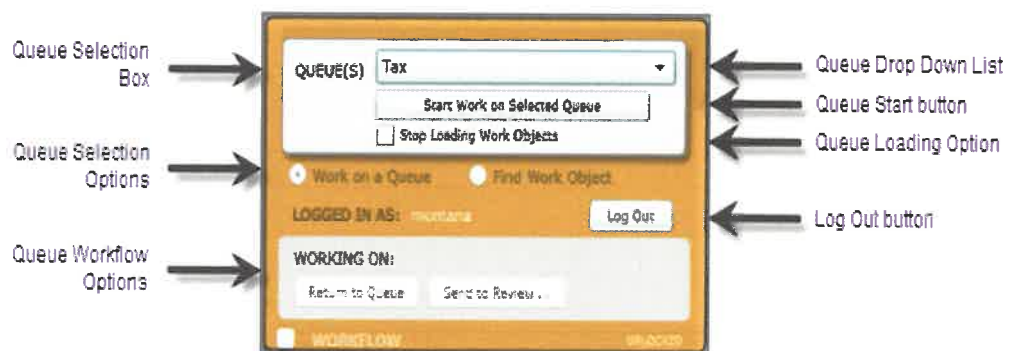 Queue Selection
Box
QUEUE(S)
Tax
Queue Drop Down List
Start Work on Selected Queue
Queue Start button
Stop Loading Work Objects
Queue Loading Option
Queue Selection
Options
Work on a Queue
Find Work Object
LOGGED IN AS: montana
Log Out
Log Out button
Queue Workflow
Options
WORKING ON:
Return to Queue
Send to Review ...
WORKFLOW